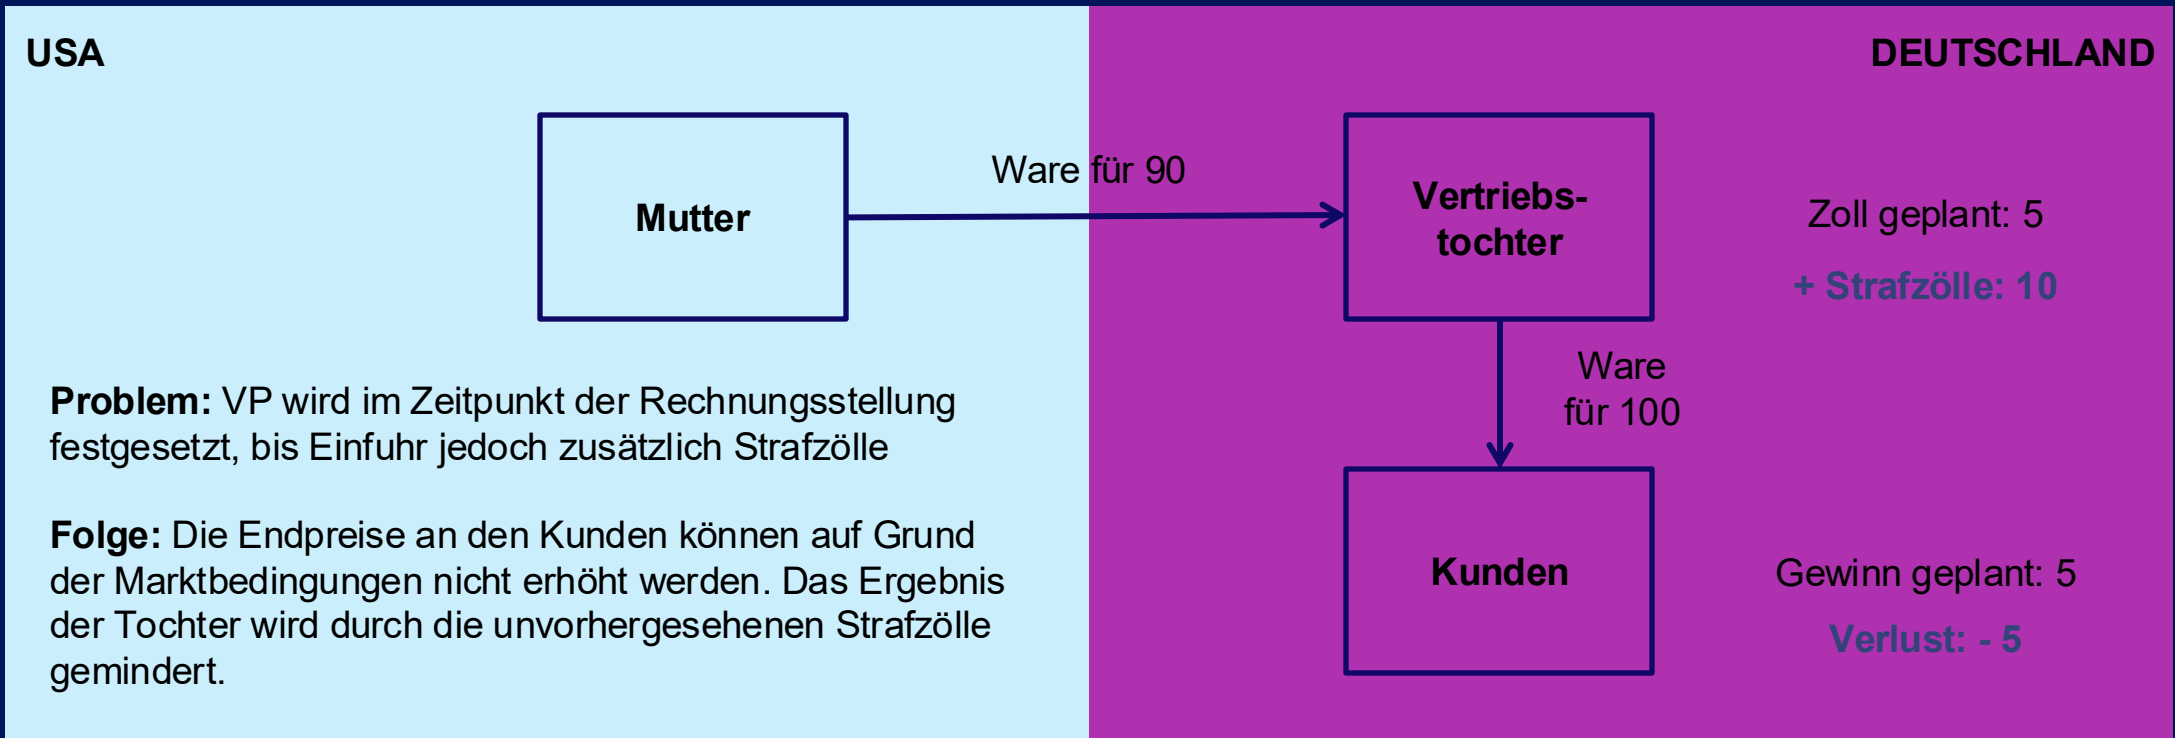 USA
DEUTSCHLAND
Mutter
Ware für 90
Vertriebs-
tochter
Zoll geplant: 5
+ Strafzölle: 10
Ware
für 100
Problem: VP wird im Zeitpunkt der Rechnungsstellung
festgesetzt, bis Einfuhr jedoch zusätzlich Strafzölle
Folge: Die Endpreise an den Kunden können auf Grund
der Marktbedingungen nicht erhöht werden. Das Ergebnis
der Tochter wird durch die unvorhergesehenen Strafzölle
gemindert.
Kunden
Gewinn geplant: 5
Verlust: - 5